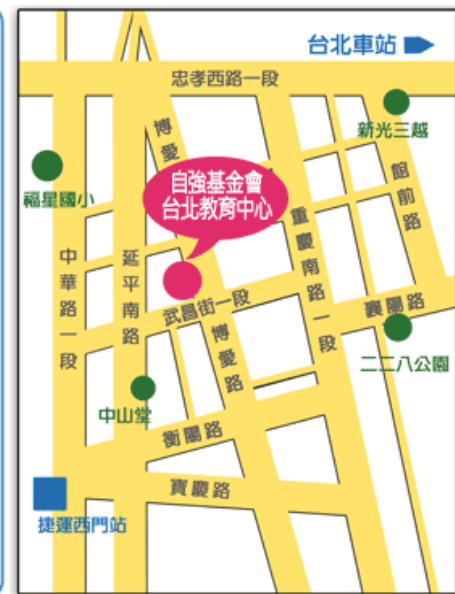 台北車站
忠孝西路一段
新光三越
博愛
福星國小
自強基金會
台北教育中心
館前路
重慶南路一段
中華路一段
延平南路
武昌街一段
襄陽路
博愛路
二二八公園
中山堂
衡陽路
寶慶路
捷運西門站